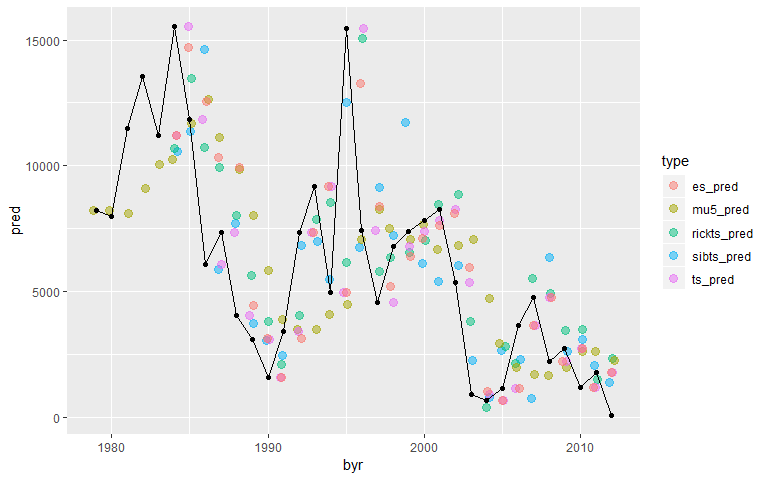 15000
10000
5000
0
pred
1980
1990
2000
2010
byr
type
es_pred
mu5_pred
rickts_pred
sibts_pred
ts_pred